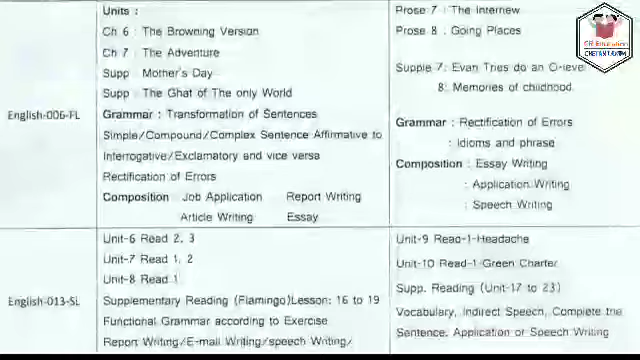 Units :
Ch 6 : The Browning Version
Ch 7 : The Adventure
Supp : Mother's Day
Supp : The Ghat of The only World
English-006-FL
Grammar : Transformation of Sentences
Simple/Compound/Complex Sentence Affirmative to
Interrogative/Exclamatory and vice versa
Rectification of Errors
Composition : Job Application Report Writing
Article Writing Essay
Prose 7 : The Internew
Prose 8 : Going Places
Supple 7: Evan Tries do an O-leve
8: Memories of childhood
Grammar : Rectification of Errors
: Idioms and phrase
Composition : Essay Writing
: Application Writing
: Speech Writing
English-013-SL
Unit-6 Read 2, 3
Unit-7 Read 1, 2
Unit-8 Read 1
Supplementary Reading (Flamingo)Lesson: 16 to 19
Functional Grammar according to Exercise
Report Writing/E-mail Writing/speech Writing/
Unit-9 Read-1-Headache
Unit-10 Read-1-Green Charter
Supp. Reading (Unit-17 to 23)
Vocabulary, Indirect Speech, Complete the
Sentence, Application or Speech Writing
CH Education